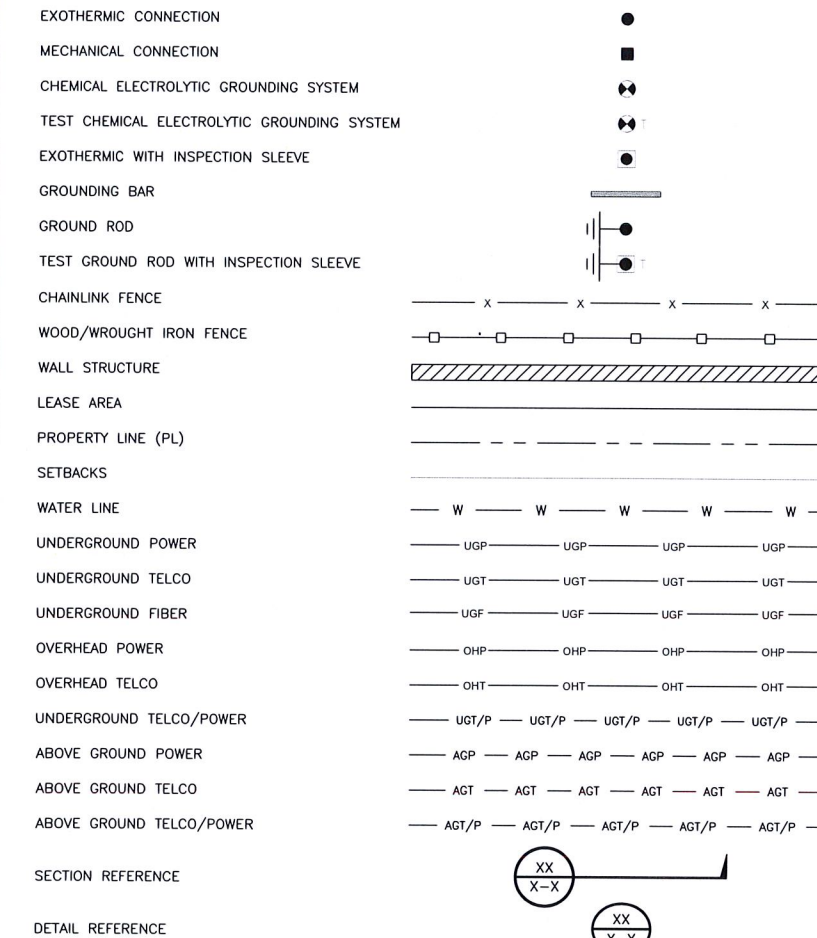 EXOTHERMIC CONNECTION
MECHANICAL CONNECTION
CHEMICAL ELECTROLYTIC GROUNDING SYSTEM
TEST CHEMICAL ELECTROLYTIC GROUNDING SYSTEM T
EXOTHERMIC WITH INSPECTION SLEEVE
GROUNDING BAR
GROUND ROD
TEST GROUND ROD WITH INSPECTION SLEEVE T
CHAINLINK FENCE X X X X
WOOD/WROUGHT IRON FENCE
WALL STRUCTURE
LEASE AREA
PROPERTY LINE (PL)
SETBACKS
WATER LINE W W W W W
UNDERGROUND POWER UGP UGP UGP UGP
UNDERGROUND TELCO UGT UGT UGT UGT
UNDERGROUND FIBER UGF UGF UGF UGF
OVERHEAD POWER OHP OHP OHP OHP
OVERHEAD TELCO OHT OHT OHT OHT
UNDERGROUND TELCO/POWER UGT/P UGT/P UGT/P UGT/P UGT/P
ABOVE GROUND POWER AGP AGP AGP AGP AGP AGP
ABOVE GROUND TELCO AGT AGT AGT AGT AGT AGT
ABOVE GROUND TELCO/POWER AGT/P AGT/P AGT/P AGT/P AGT/P
XX
SECTION REFERENCE X-X
XX
DETAIL REFERENCE X-X